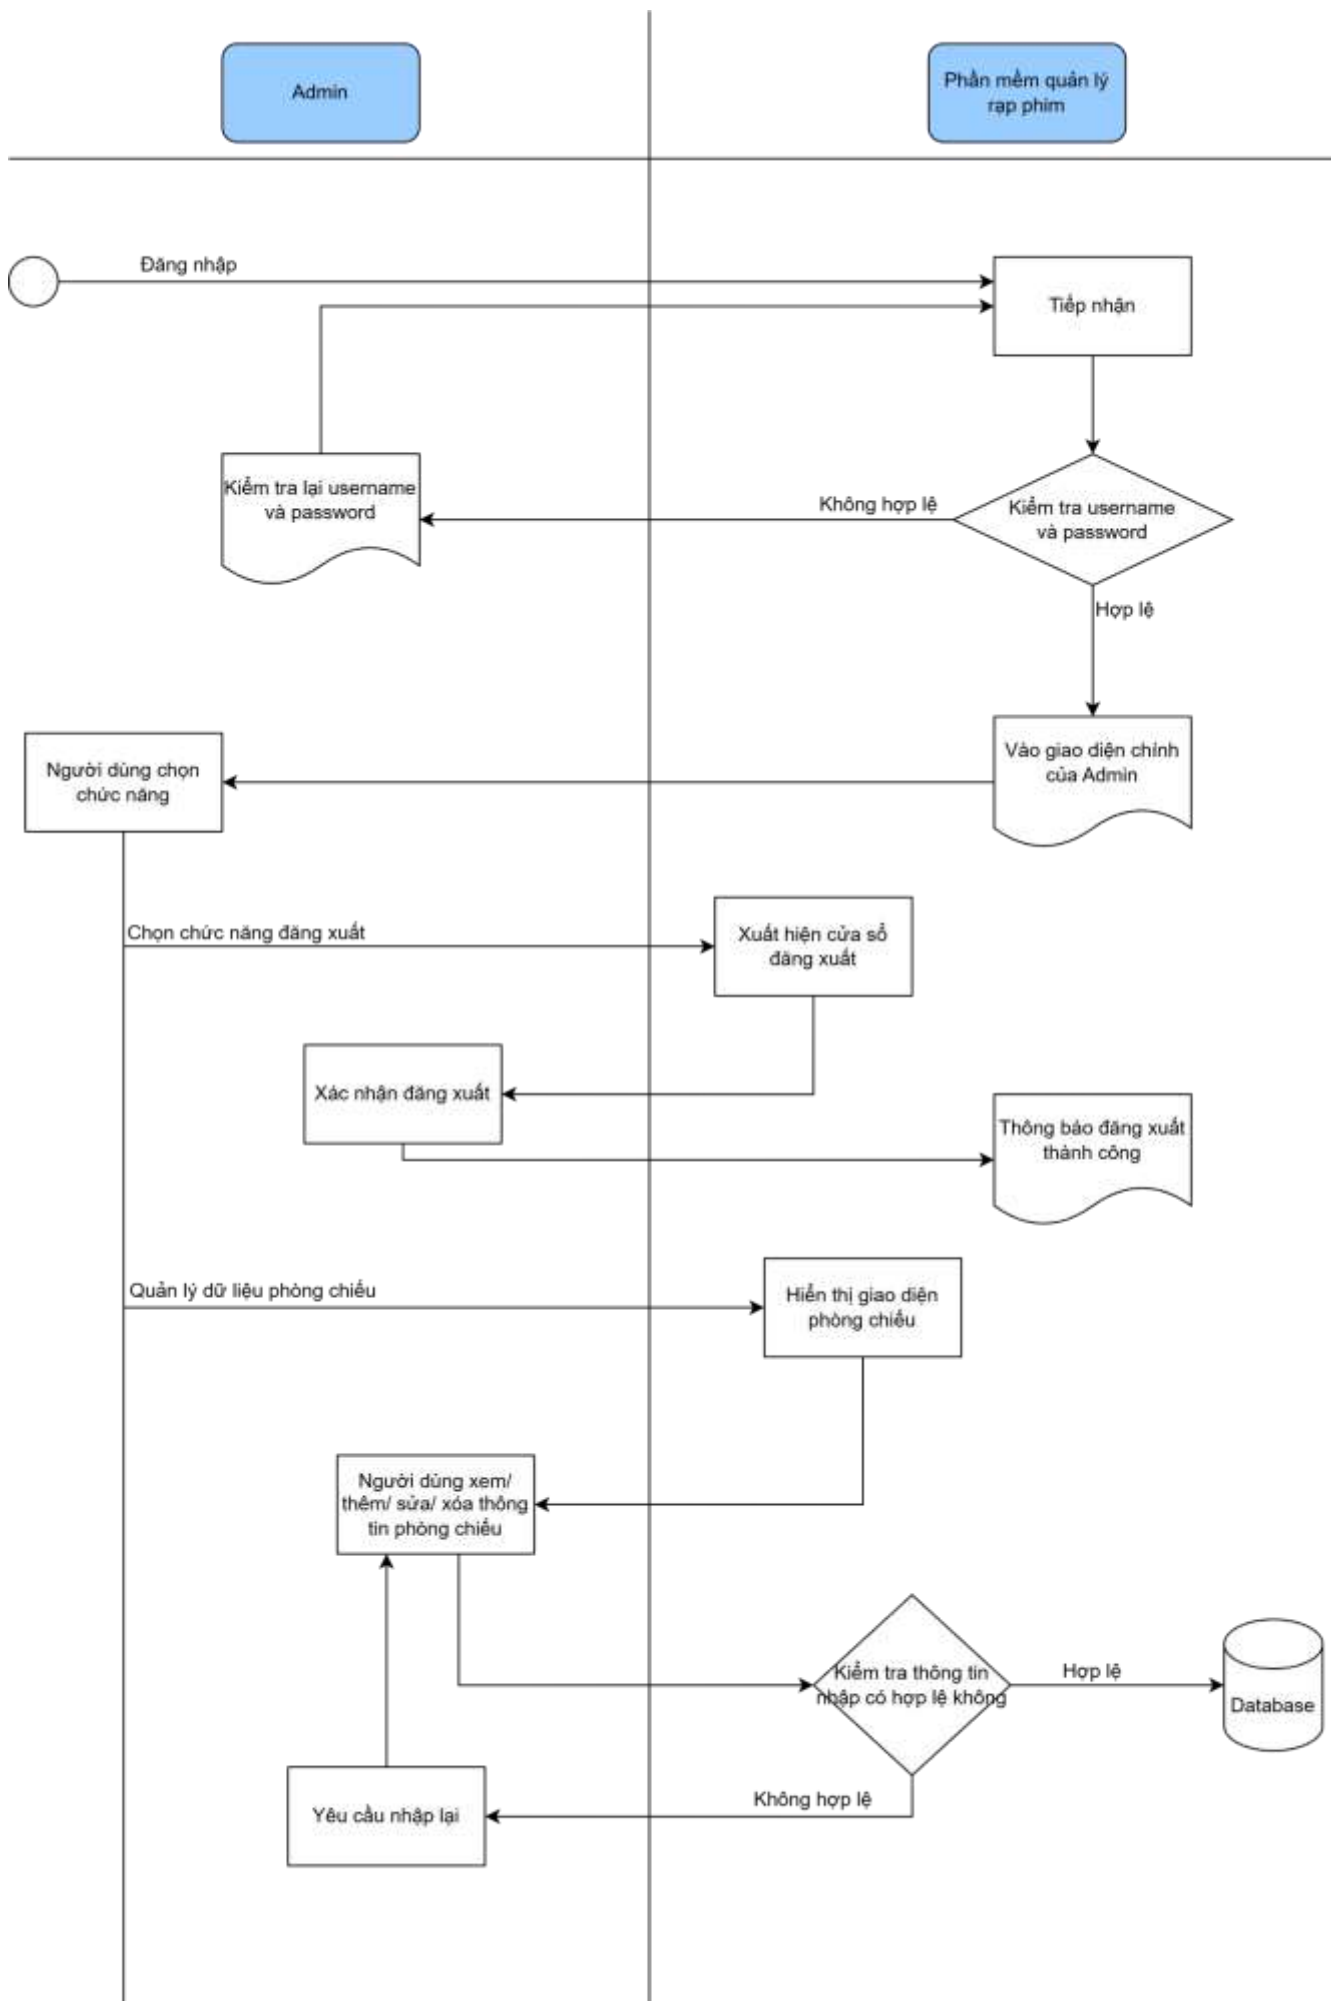 Admin
Phần mềm quản lý
rạp phim
Đăng nhập
Tiếp nhận
Kiểm tra lại username
và password
Không hợp lệ
Kiểm tra username
và password
Hợp lệ
Người dùng chọn
chức năng
Vào giao diện chính
của Admin
Chọn chức năng đăng xuất
Xuất hiện cửa sổ
đăng xuất
Xác nhận đăng xuất
Thông báo đăng xuất
thành công
Quản lý dữ liệu phòng chiếu
Hiển thị giao diện
phòng chiếu
Người dùng xem/
thêm/ sửa/ xóa thông
tin phòng chiếu
Kiểm tra thông tin
nhập có hợp lệ không
Hợp lệ
Database
Yêu cầu nhập lại
Không hợp lệ